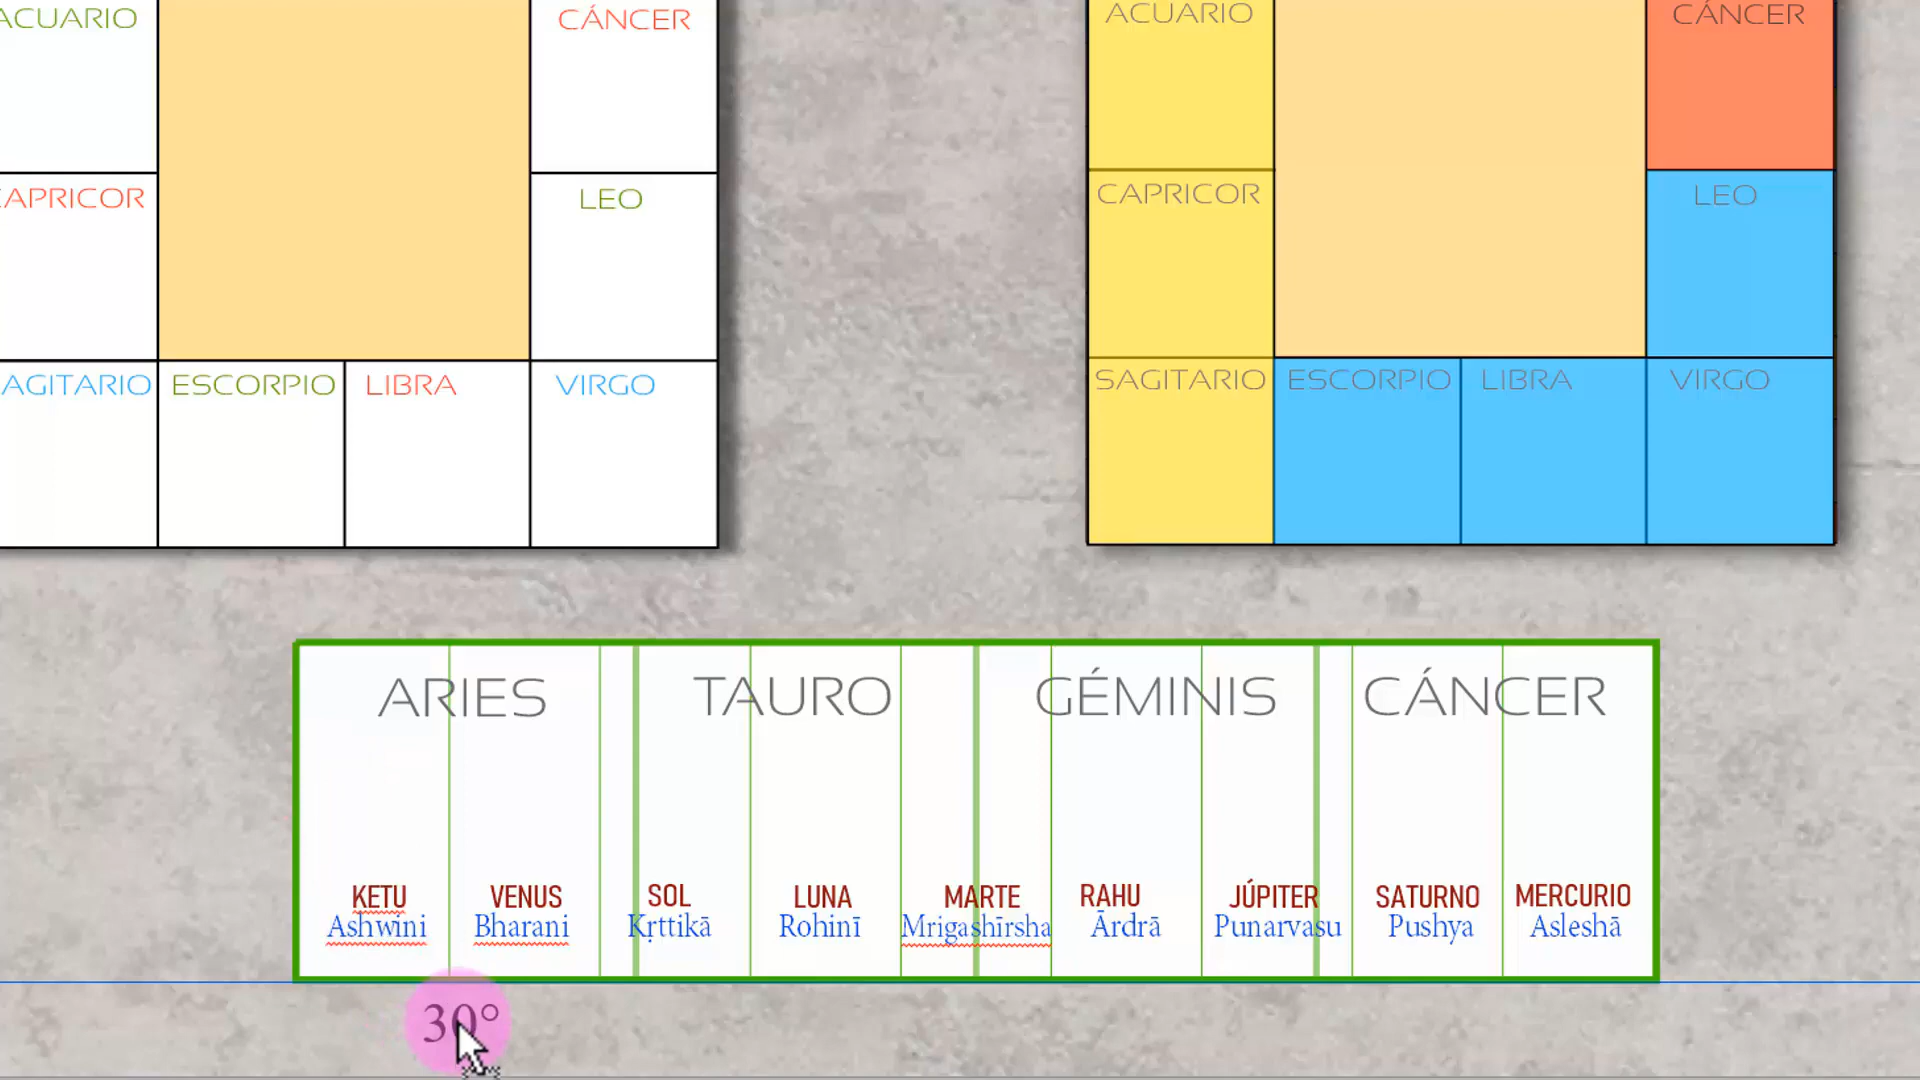 ACUARIO
CÁNCER
APRICOR
LEO
AGITARIO
ESCORPIO
LIBRA
VIRGO
ACUARIO
CÁNCER
CAPRICOR
LEO
SAGITARIO
ESCORPIO
LIBRA
VIRGO
ARIES
TAURO
GÉMINIS
CÁNCER
KETU
Ashwini
VENUS
Bharani
SOL
Kṛttikā
LUNA
Rohinī
MARTE
Mrigashīrsha
RAHU
Ārdrā
JÚPITER
Punarvasu
SATURNO
Pushya
MERCURIO
Asleshā
30°